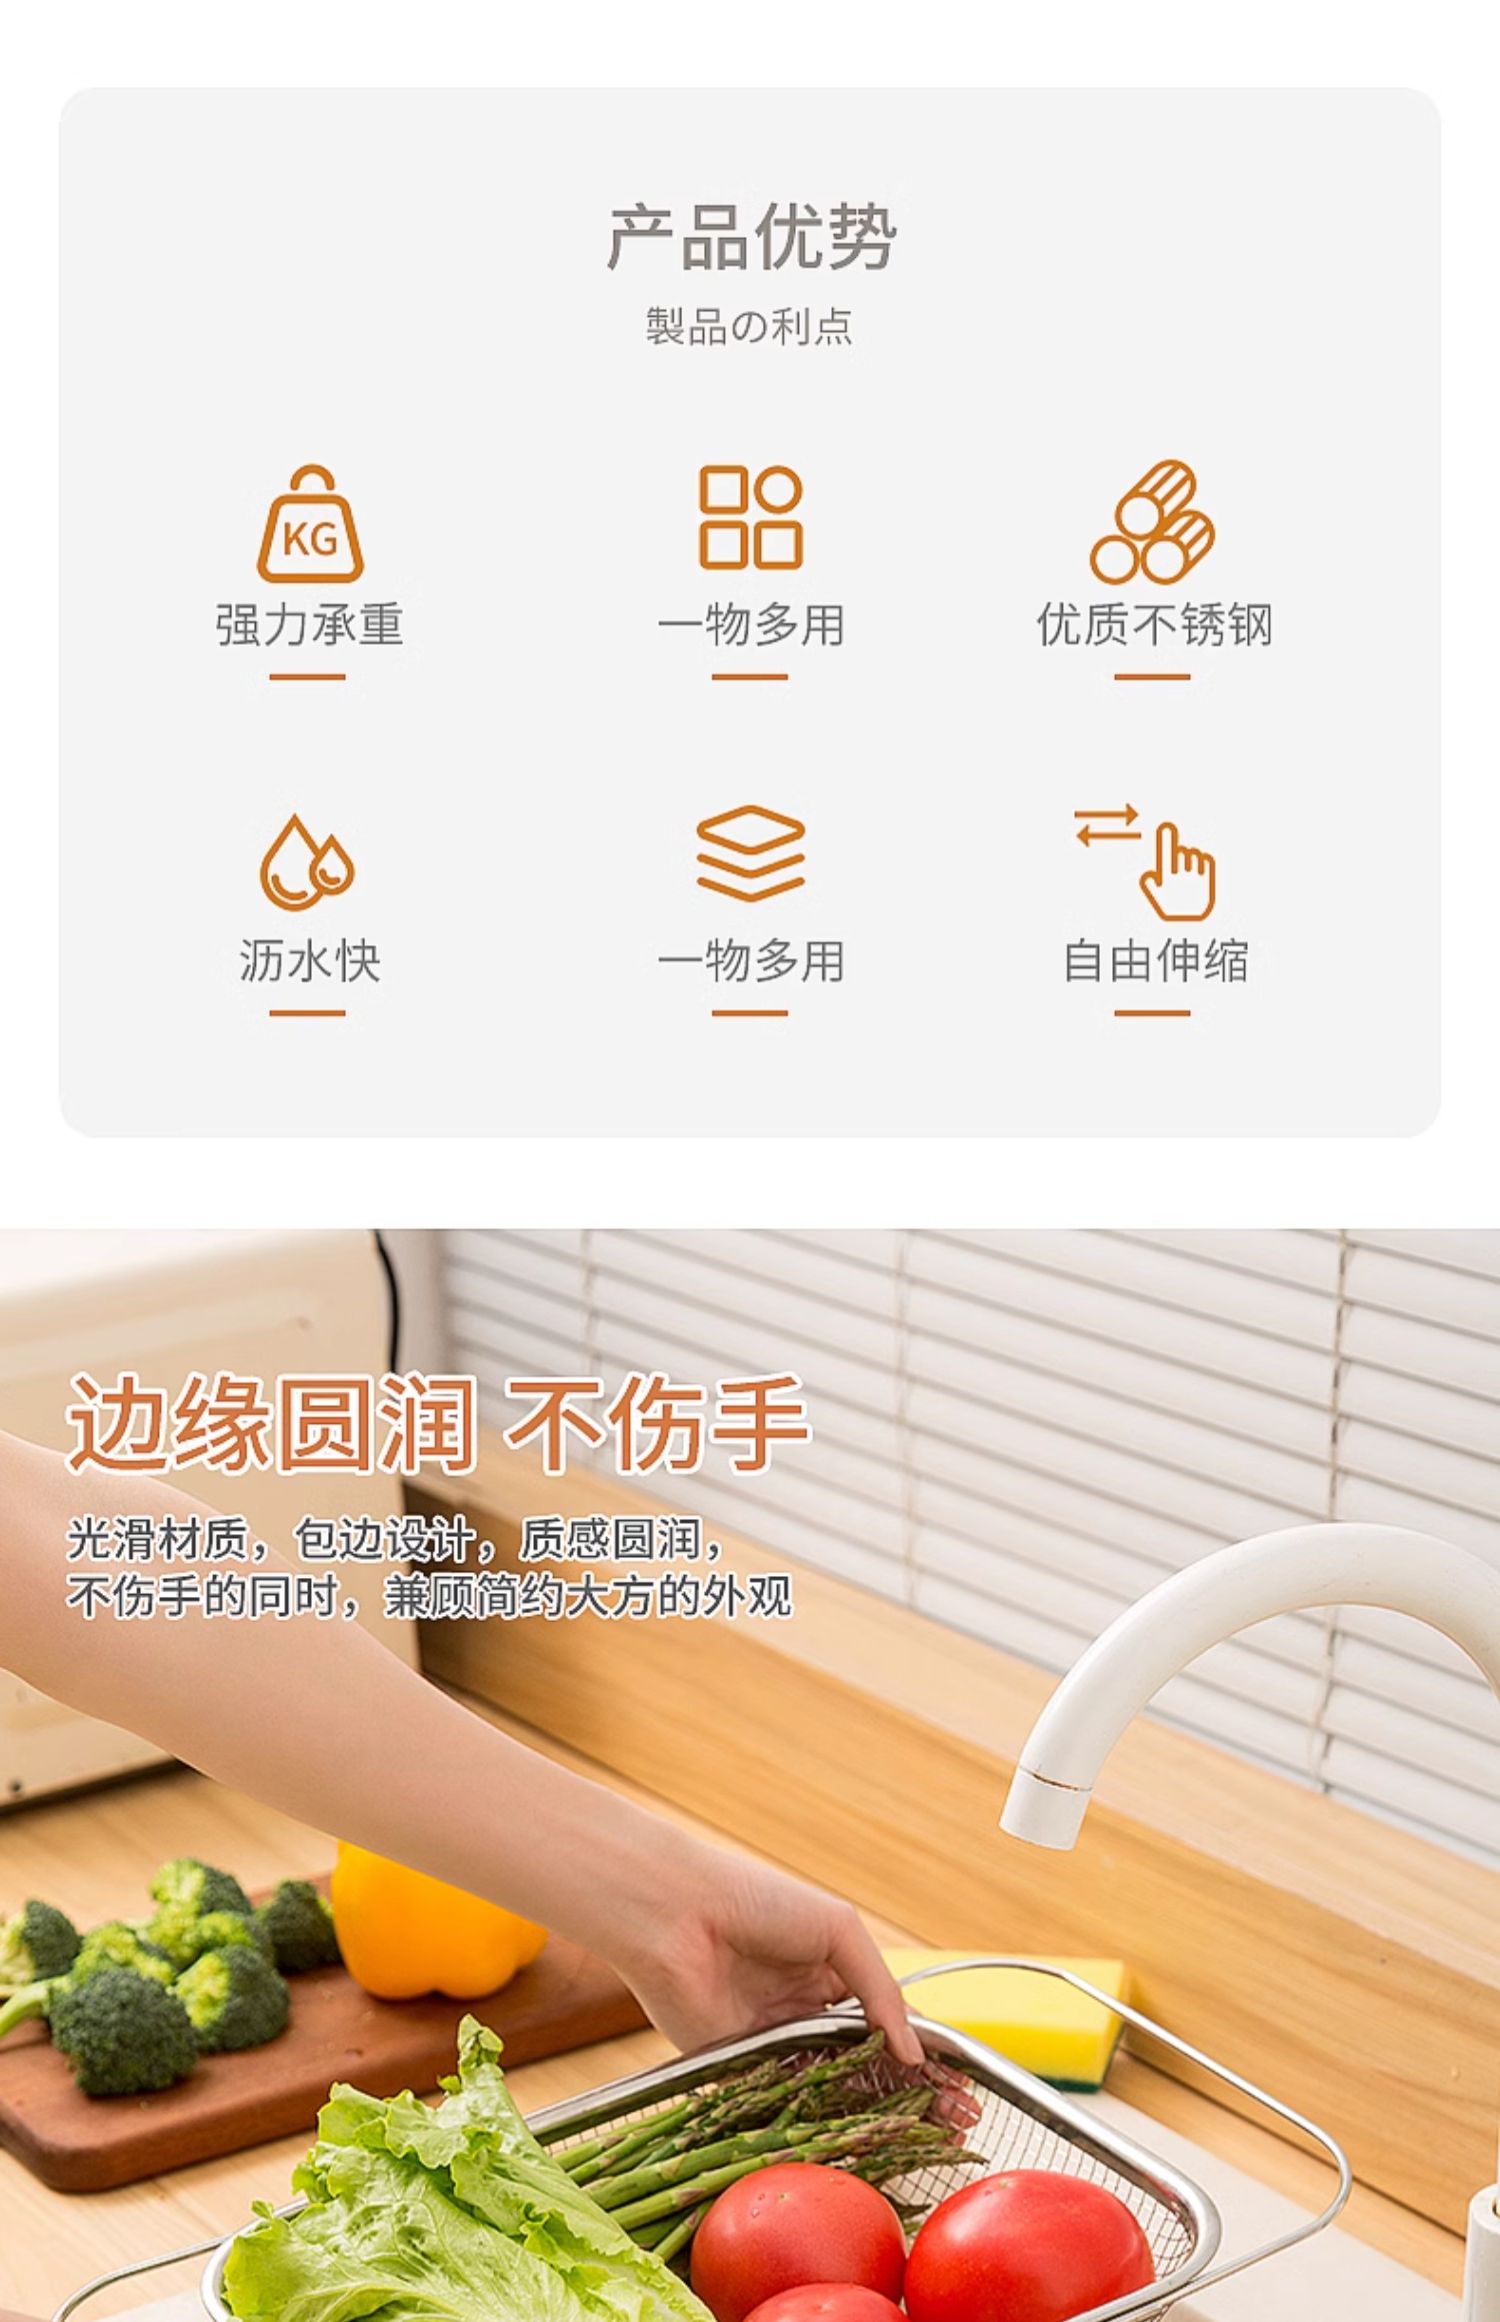 产品优势
製品の利点
KG
强力承重
一物多用
优质不锈钢
沥水快
一物多用
自由伸缩
边缘圆润 不伤手
光滑材质，包边设计，质感圆润，
不伤手的同时，兼顾简约大方的外观